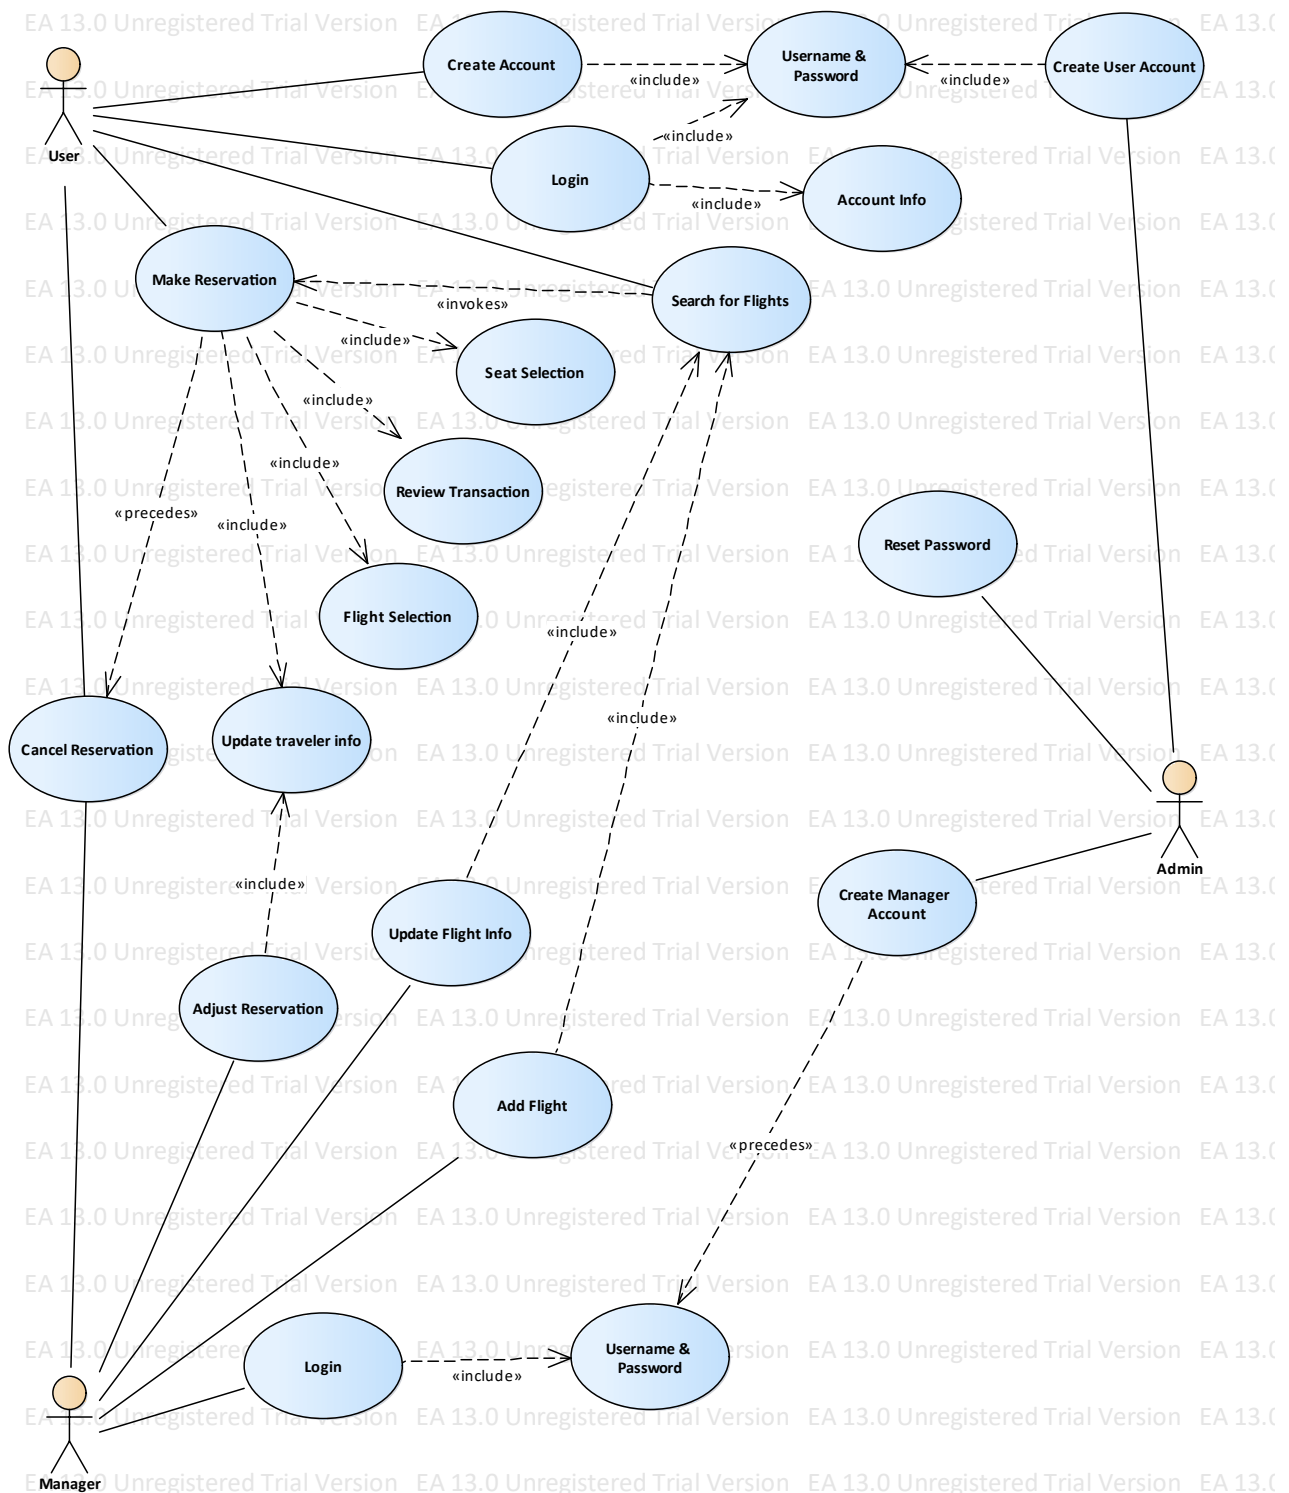 Create Account
Username &
Password
Create User Account
«include»
«include»
«include»
User
Login
Account Info
«include»
Make Reservation
Search for Flights
«invokes»
«include»
Seat Selection
«include»
Review Transaction
«include»
«precedes»
«include»
Reset Password
Flight Selection
«include»
«include»
Cancel Reservation
Update traveler info
Admin
«include»
Create Manager
Account
Update Flight Info
Adjust Reservation
Add Flight
«precedes»
Login
«include»
Username &
Password
Manager
EA 13.0 Unregistered Trial Version